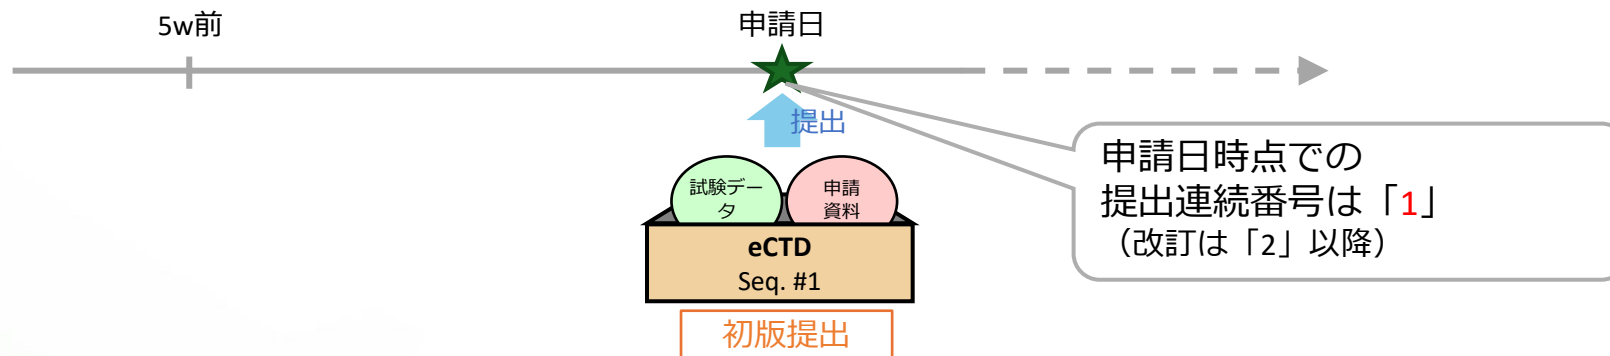 5w前
申請日
提出
試験デー
タ
申請
資料
eCTD
Seq. #1
初版提出
申請日時点での
提出連続番号は「1」
（改訂は「2」以降）